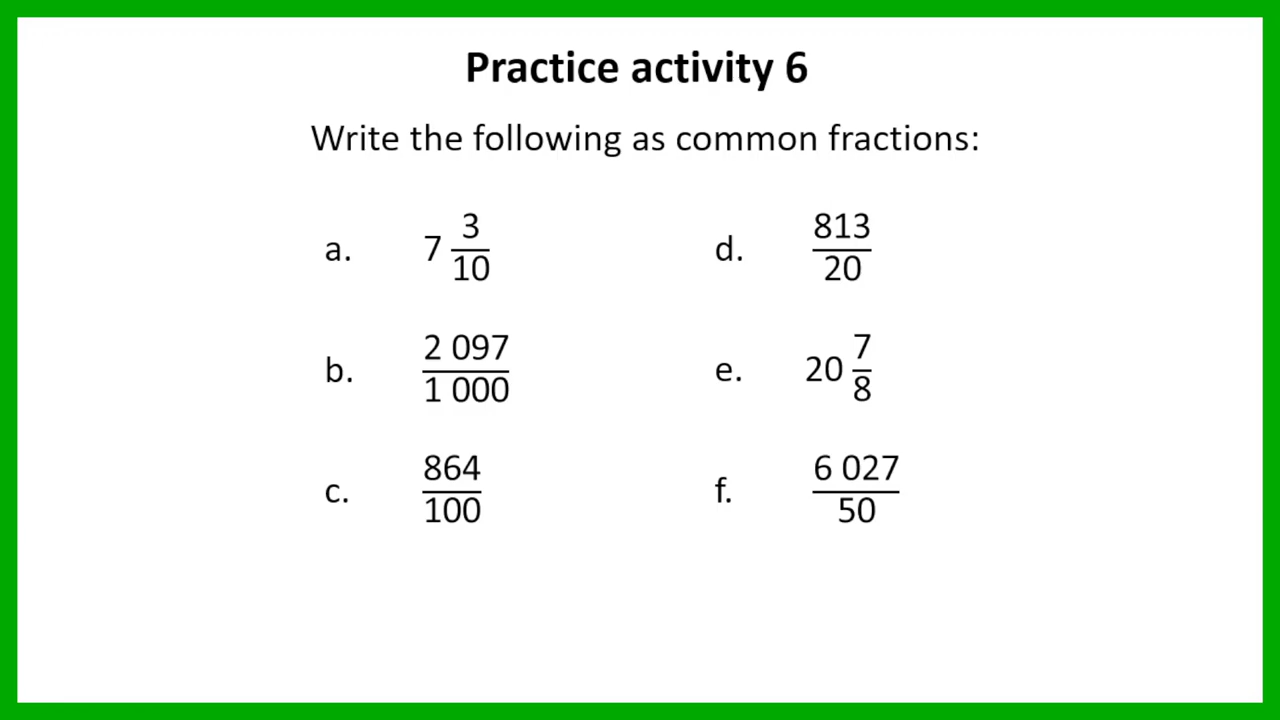 Practice activity 6
Write the following as common fractions:
a. 7 3/10
b. 2 097/1 000
c. 864/100
d. 813/20
e. 20 7/8
f. 6 027/50